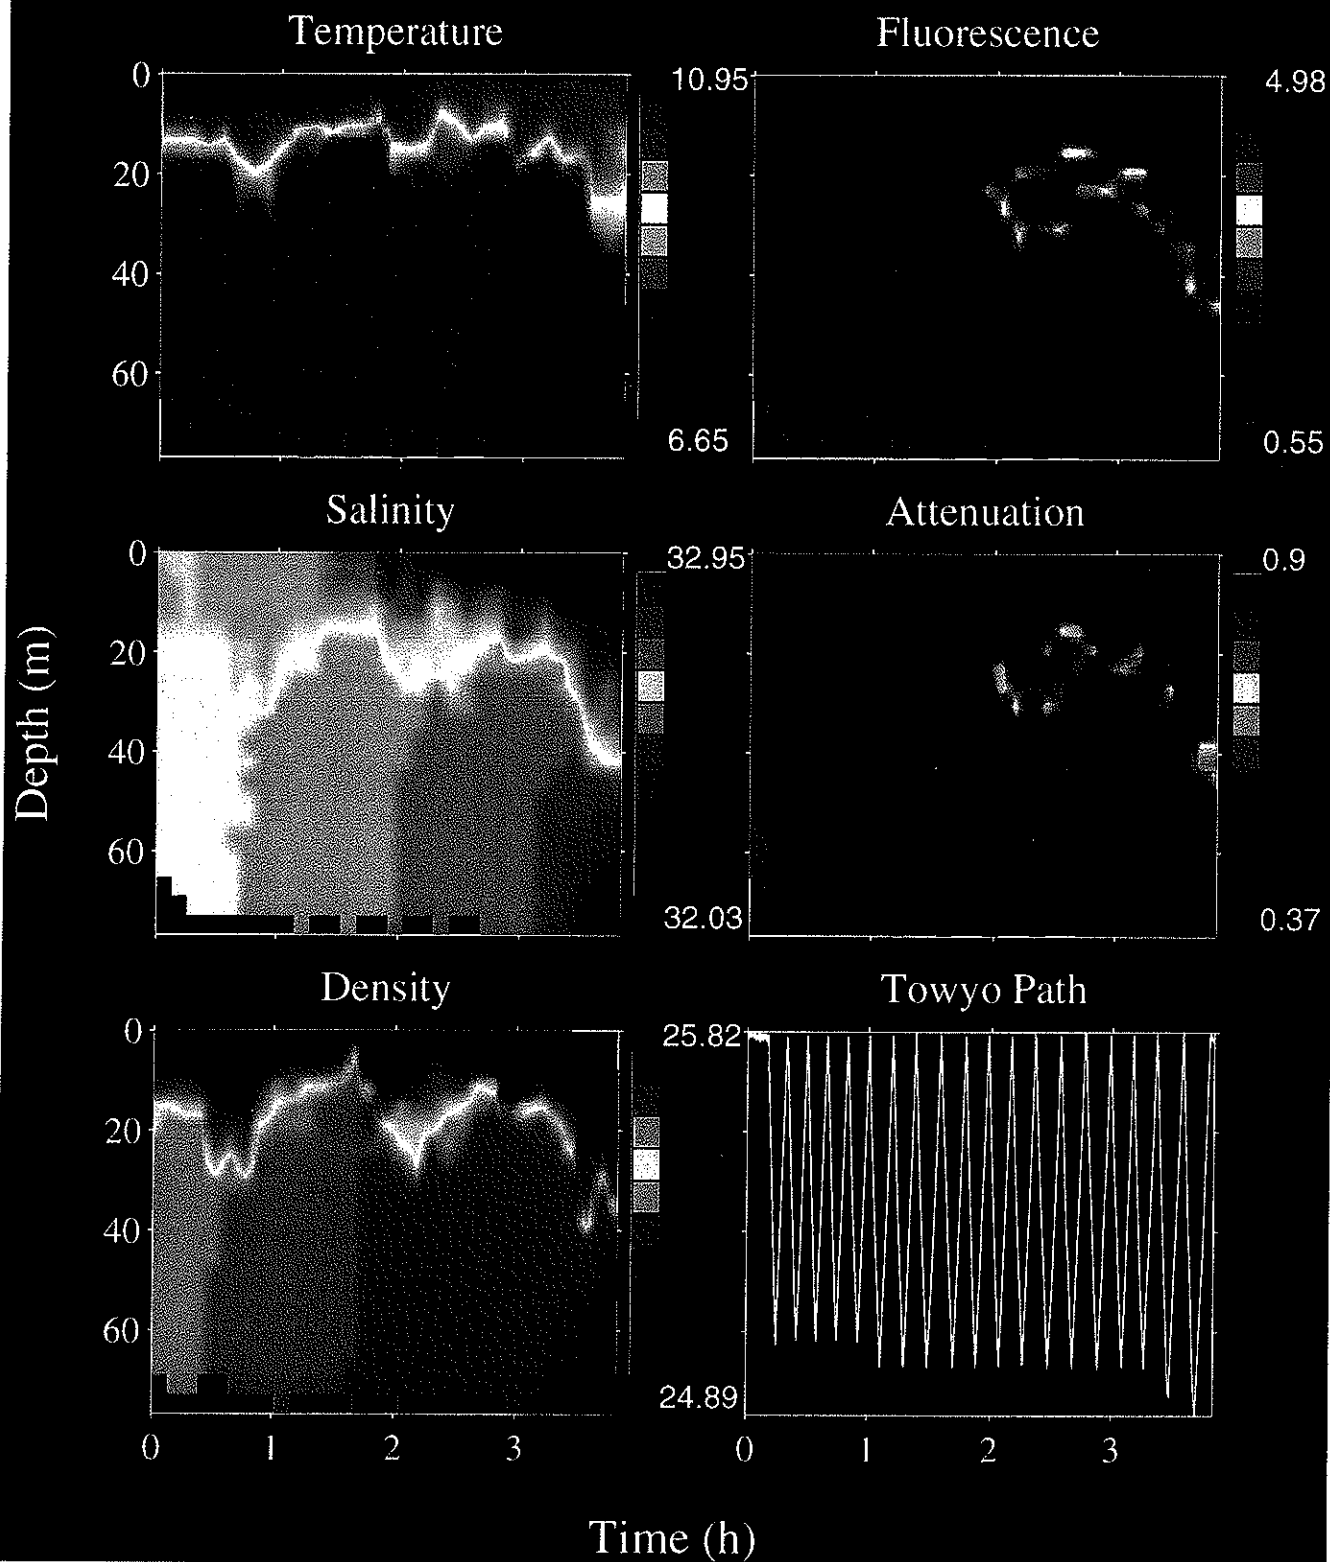 Temperature Fluorescence
0 10.95 4.98
20
40
60
6.65 0.55
Salinity Attenuation
0 32.95 0.9
20
40
60
32.03 0.37
Density Towyo Path
0 25.82
20
40
60
24.89
0 1 2 3 0 1 2 3
Depth (m)
Time (h)